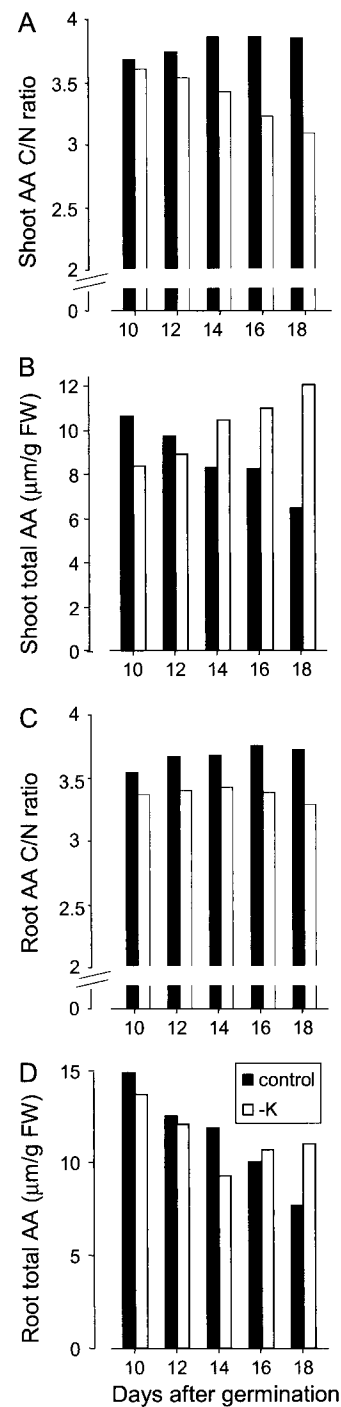 A
Shoot AA C/N ratio
4
3.5
3
2.5
2
0
10 12 14 16 18
B
Shoot total AA (µm/g FW)
12
10
8
6
4
2
0
10 12 14 16 18
C
Root AA C/N ratio
4
3.5
3
2.5
2
0
10 12 14 16 18
D
Root total AA (µm/g FW)
15
10
5
0
control
-K
10 12 14 16 18
Days after germination